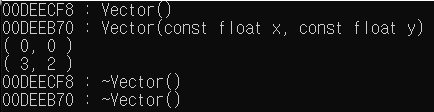 00DEECF8 : Vector()
00DEEB70 : Vector(const float x, const float y)
( 0, 0 )
( 3, 2 )
00DEECF8 : ~Vector()
00DEEB70 : ~Vector()